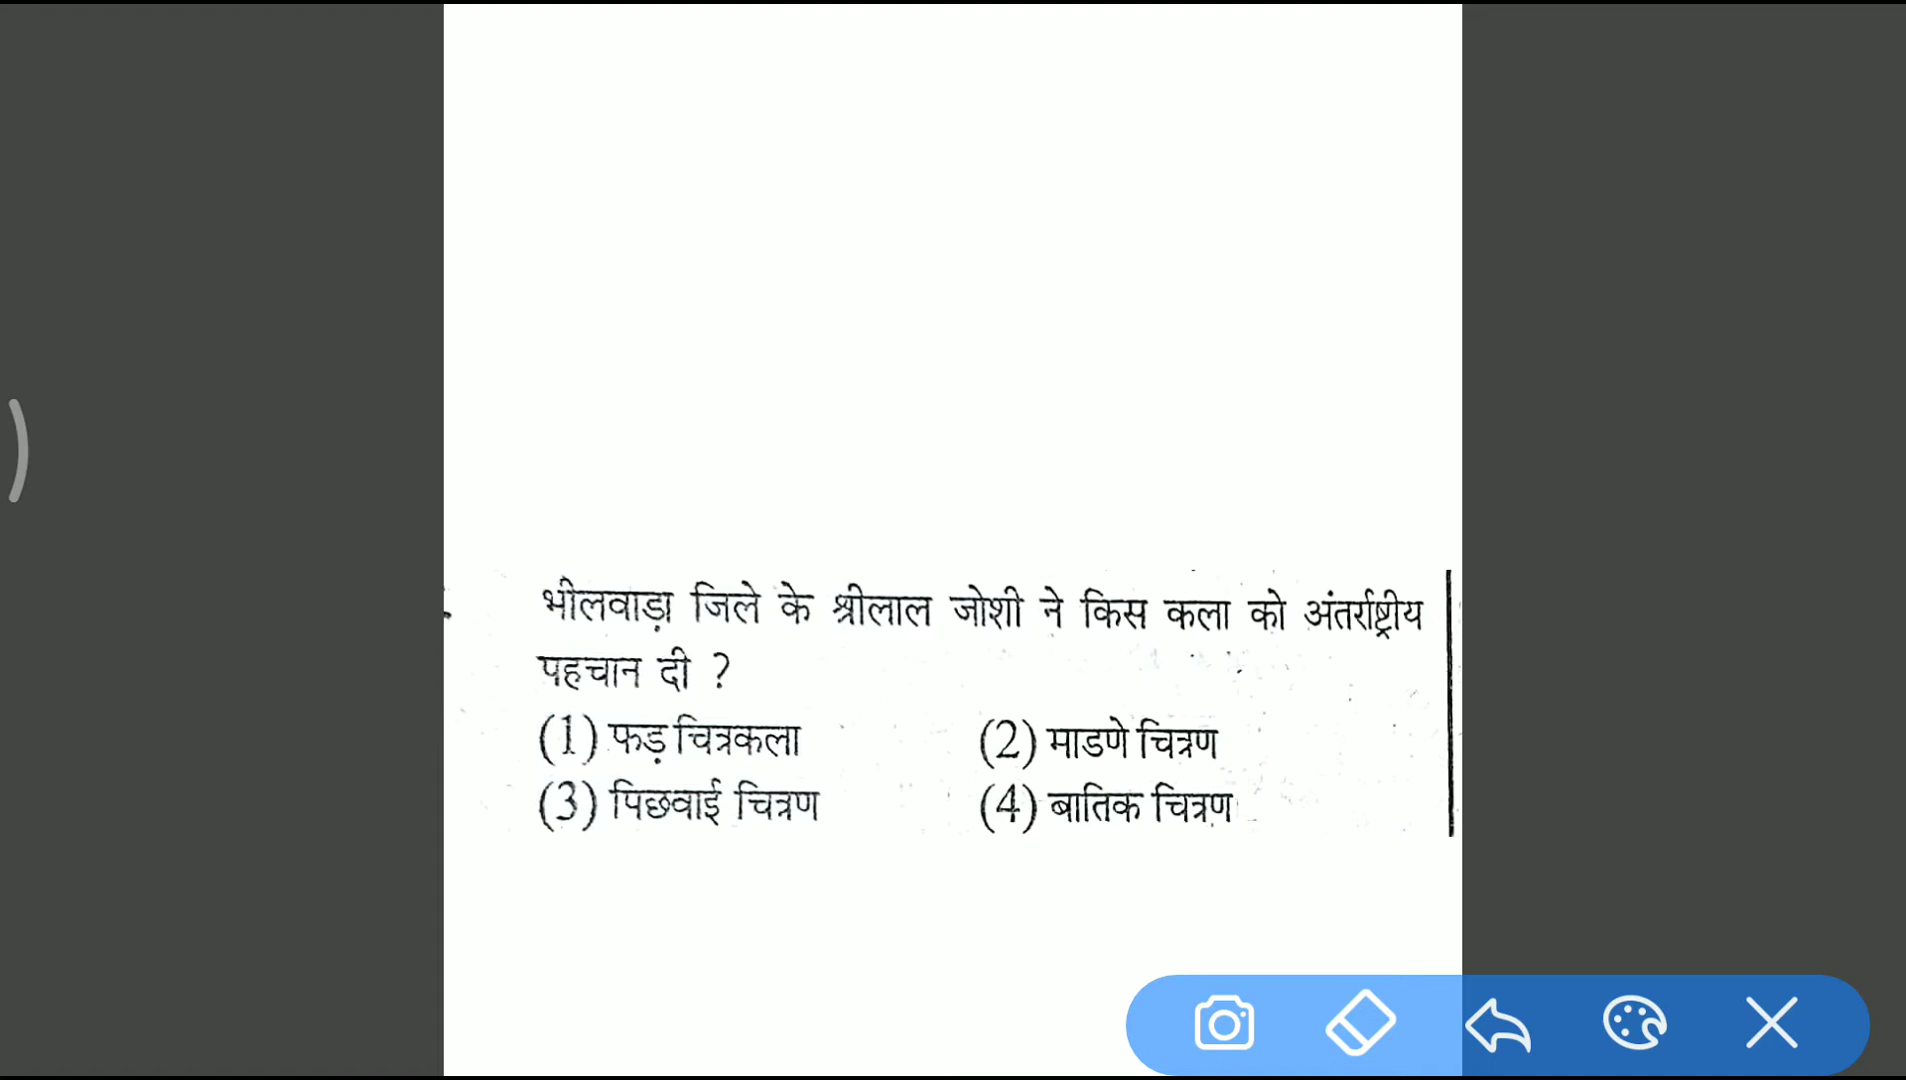 भीलवाड़ा जिले के श्रीलाल जोशी ने किस कला को अंतर्राष्ट्रीय
पहचान दी ?
(1) फड़ चित्रकला (2) माडणे चित्रण
(3) पिछवाई चित्रण (4) बातिक चित्रण